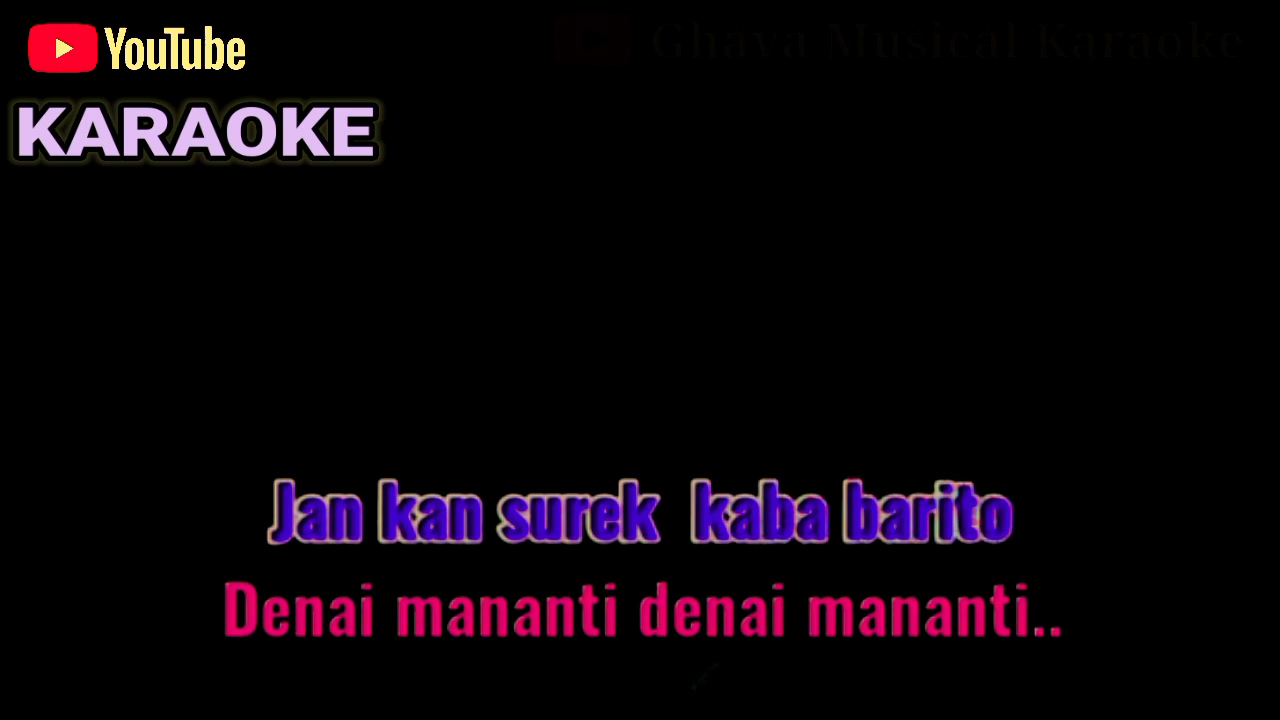 YouTube
Ghava Musical Karaoke
KARAOKE
Jan kan surek kaba barito
Denai mananti denai mananti..